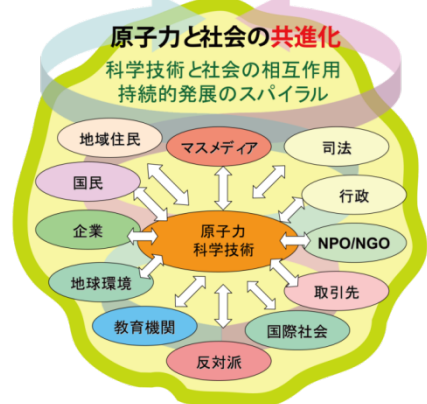 原子力と社会の共進化
科学技術と社会の相互作用
持続的発展のスパイラル
地域住民
マスメディア
司法
国民
行政
企業
原子力
科学技術
NPO/NGO
地球環境
取引先
教育機関
国際社会
反対派